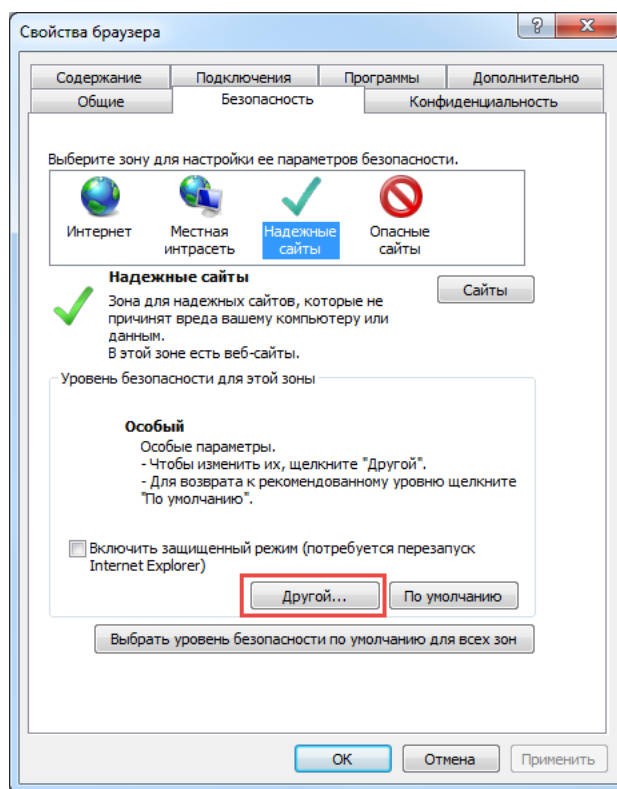 Свойства браузера
Содержание Подключения Программы Дополнительно
Общие Безопасность Конфиденциальность
Выберите зону для настройки ее параметров безопасности.
Интернет Местная интрасеть Надежные сайты Опасные сайты
Надежные сайты
Сайты
Зона для надежных сайтов, которые не
причинят вреда вашему компьютеру или
данным.
В этой зоне есть веб-сайты.
Уровень безопасности для этой зоны
Особый
Особые параметры.
- Чтобы изменить их, щелкните "Другой".
- Для возврата к рекомендованному уровню щелкните
"По умолчанию".
Включить защищенный режим (потребуется перезапуск
Internet Explorer)
Другой... По умолчанию
Выбрать уровень безопасности по умолчанию для всех зон
ОК Отмена Применить